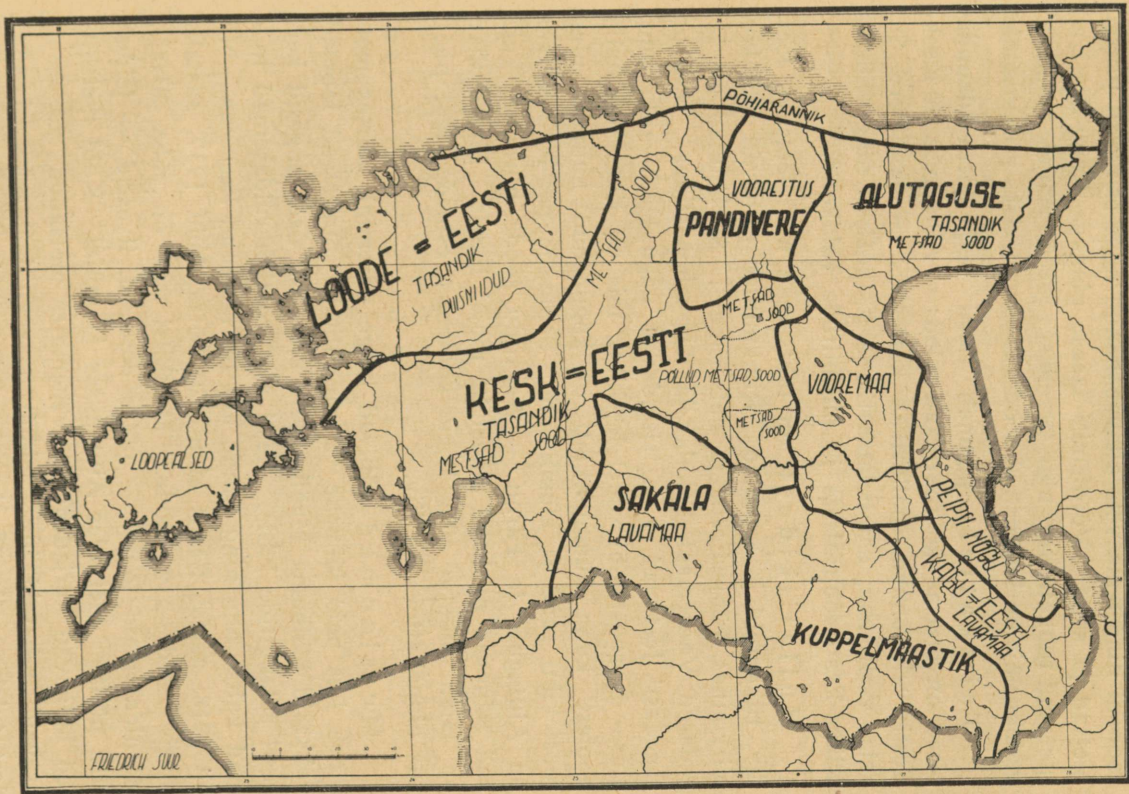 PÕHJARANNIK
LOODE = EESTI
TASANDIK
PUISNIIDUD
METSAD SOOD
VOORESTUS
PANDIVERE
ALUTAGUSE
TASANDIK
METSAD SOOD
METSAD
SOOD
KESK = EESTI
PÕLLUD, METSAD, SOOD
TASANDIK
METSAD SOOD
METSAD
SOOD
VOOREMAA
LOOPEALSED
SAKALA
LAVAMAA
PEIPSI NÕGU
KAGU = EESTI
LAVAMAA
KUPPELMAASTIK
FRIEDRICH SUUR